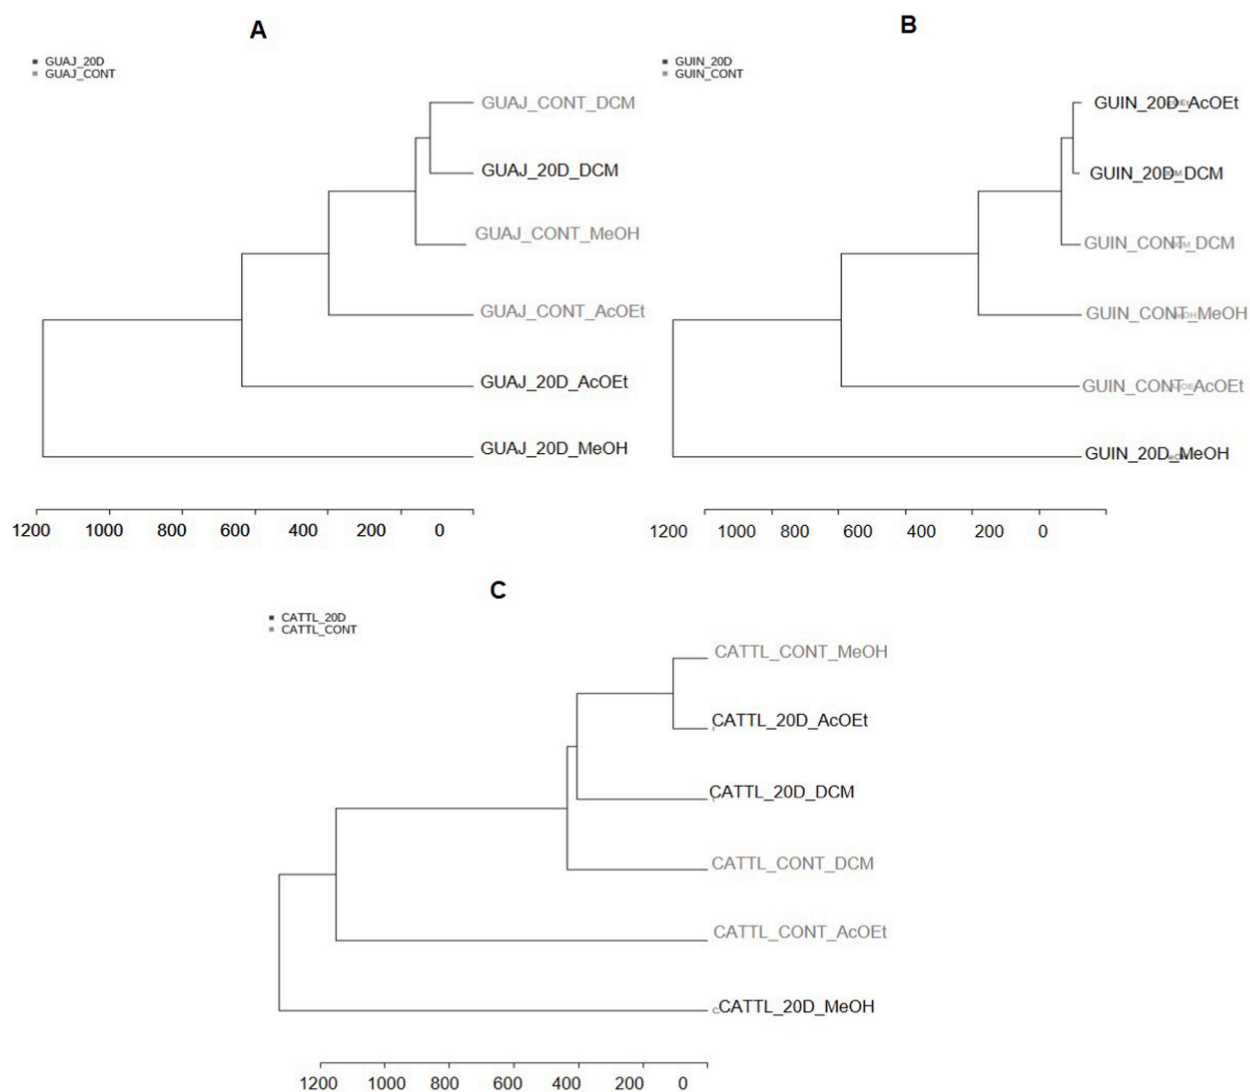 A
GUAJ_20D
GUAJ_CONT
GUAJ_CONT_DCM
GUAJ_20D_DCM
GUAJ_CONT_MeOH
GUAJ_CONT_AcOEt
GUAJ_20D_AcOEt
GUAJ_20D_MeOH
1200 1000 800 600 400 200 0
B
GUIN_20D
GUIN_CONT
GUIN_20D_AcOEt
GUIN_20D_DCM
GUIN_CONT_DCM
GUIN_CONT_MeOH
GUIN_CONT_AcOEt
GUIN_20D_MeOH
1200 1000 800 600 400 200 0
C
CATTL_20D
CATTL_CONT
CATTL_CONT_MeOH
CATTL_20D_AcOEt
CATTL_20D_DCM
CATTL_CONT_DCM
CATTL_CONT_AcOEt
CATTL_20D_MeOH
1200 1000 800 600 400 200 0